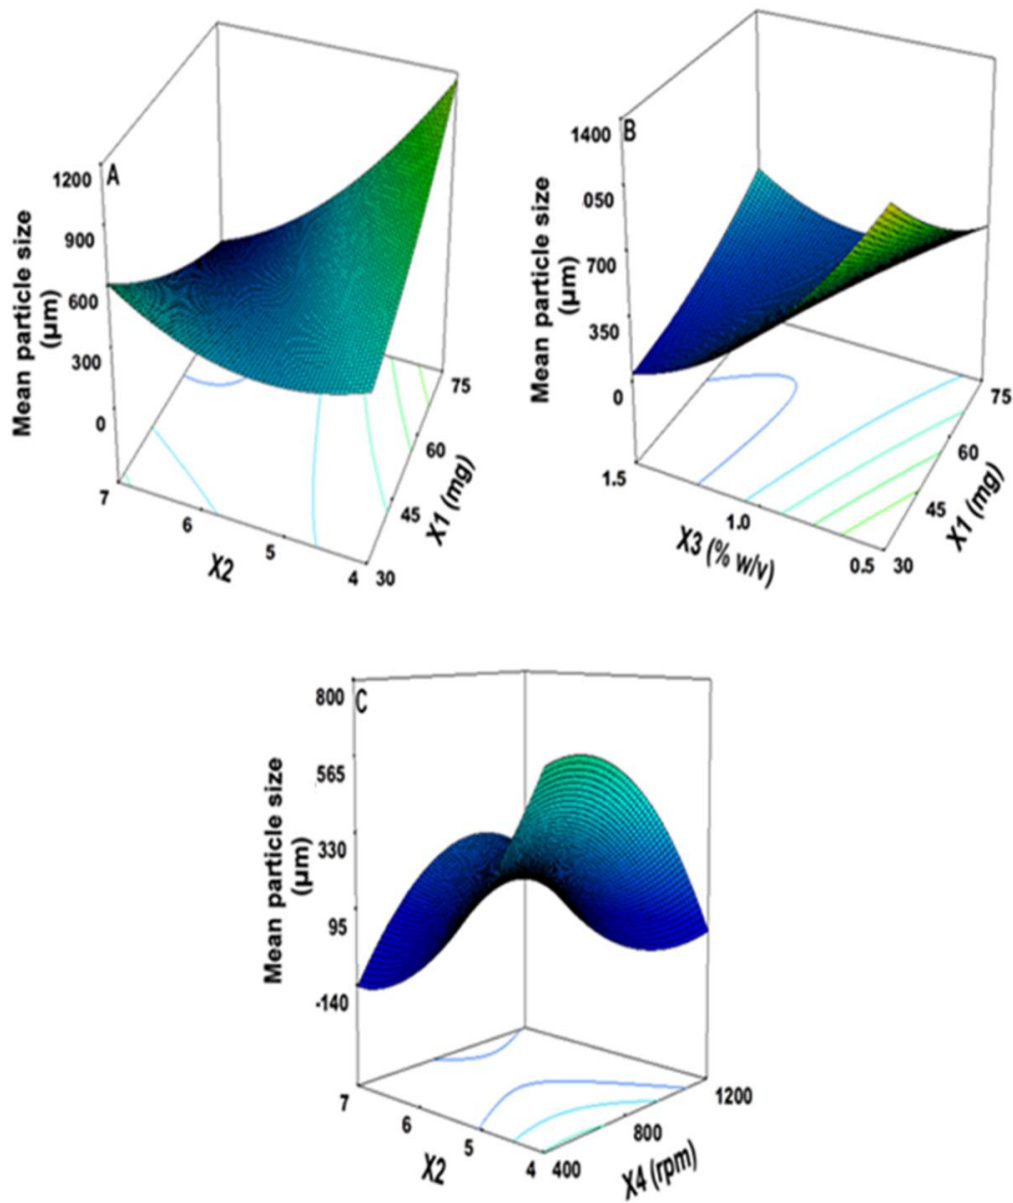 A
1200
900
600
300
0
Mean particle size
(µm)
7
6
5
4
X2
30
45
60
75
X1 (mg)
B
1400
050
700
350
0
Mean particle size
(µm)
1.5
1.0
0.5
X3 (% w/v)
30
45
60
75
X1 (mg)
C
800
565
330
95
-140
Mean particle size
(µm)
7
6
5
4
X2
400
800
1200
X4 (rpm)